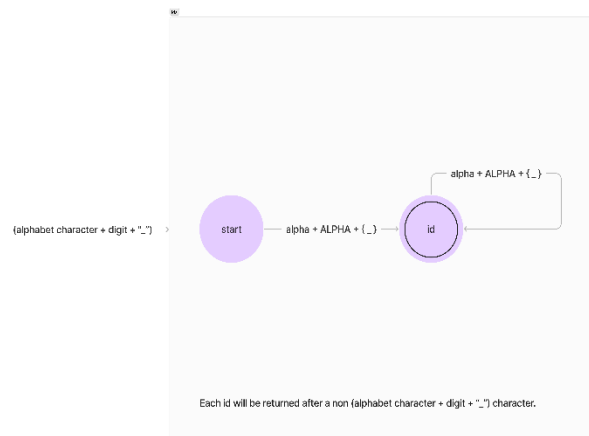 alpha + ALPHA + {_}
{alphabet character + digit + "_"}
start
alpha + ALPHA + {_}
id
Each id will be returned after a non {alphabet character + digit + "_"} character.